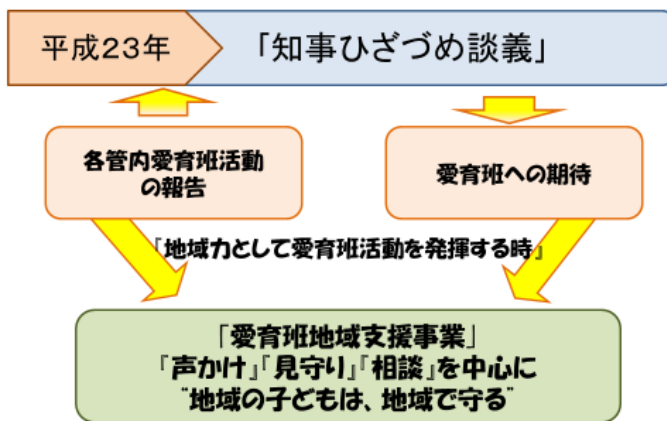 平成23年
「知事ひざづめ談義」
各管内愛育班活動
の報告
愛育班への期待
「地域力として愛育班活動を発揮する時」
「愛育班地域支援事業」
『声かけ」「見守り」「相談」を中心に
"地域の子どもは、地域で守る"